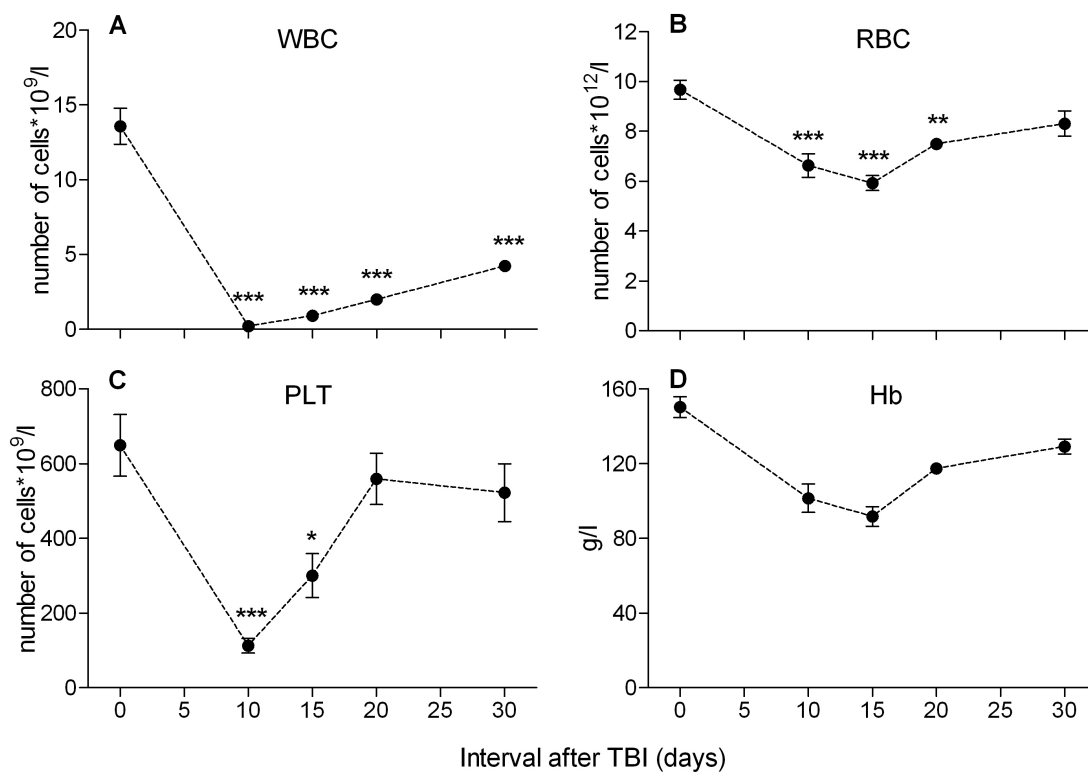 A
WBC
number of cells*10^9/l
20
15
10
5
0
***
***
***
***
B
RBC
number of cells*10^12/l
12
10
8
6
4
2
0
***
***
**
C
PLT
number of cells*10^9/l
800
600
400
200
0
***
*
0 5 10 15 20 25 30
D
Hb
g/l
160
120
80
40
0
0 5 10 15 20 25 30
Interval after TBI (days)